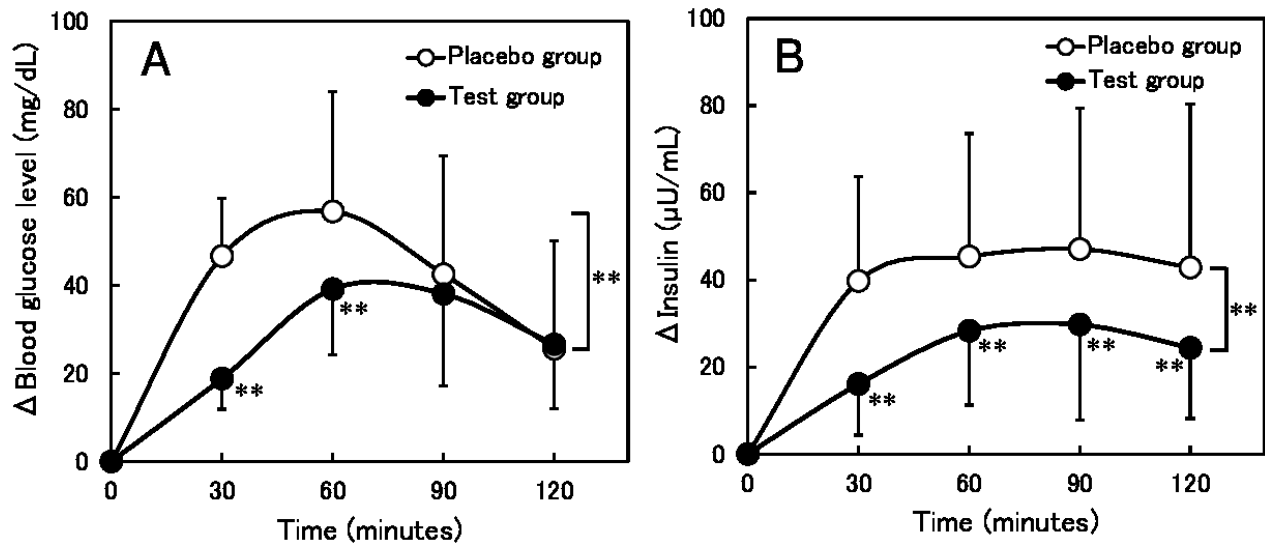 A
Placebo group
Test group
Δ Blood glucose level (mg/dL)
100
80
60
40
20
0
**
**
**
0 30 60 90 120
Time (minutes)
B
Placebo group
Test group
Δ Insulin (μU/mL)
100
80
60
40
20
0
**
**
**
**
**
0 30 60 90 120
Time (minutes)